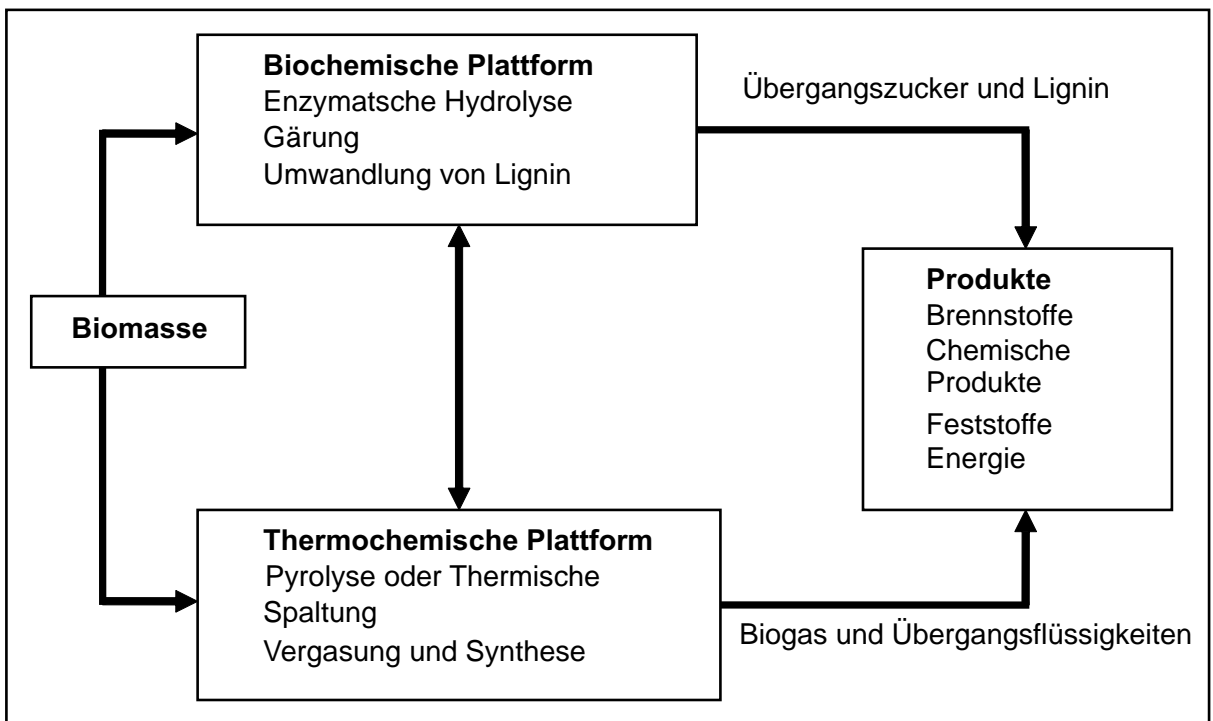 Biochemische Plattform
Enzymatsche Hydrolyse
Gärung
Umwandlung von Lignin
Übergangszucker und Lignin
Biomasse
Produkte
Brennstoffe
Chemische
Produkte
Feststoffe
Energie
Thermochemische Plattform
Pyrolyse oder Thermische
Spaltung
Vergasung und Synthese
Biogas und Übergangsflüssigkeiten